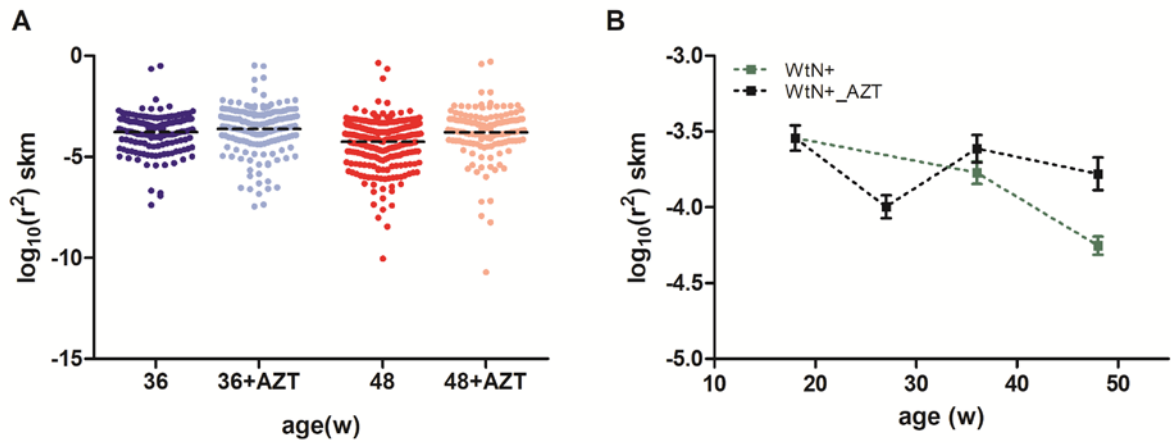 A
log₁₀(r²) skm
0
-5
-10
-15
36
36+AZT
48
48+AZT
age(w)
B
log₁₀(r²) skm
-3.0
-3.5
-4.0
-4.5
-5.0
WtN+
WtN+_AZT
10
20
30
40
50
age (w)